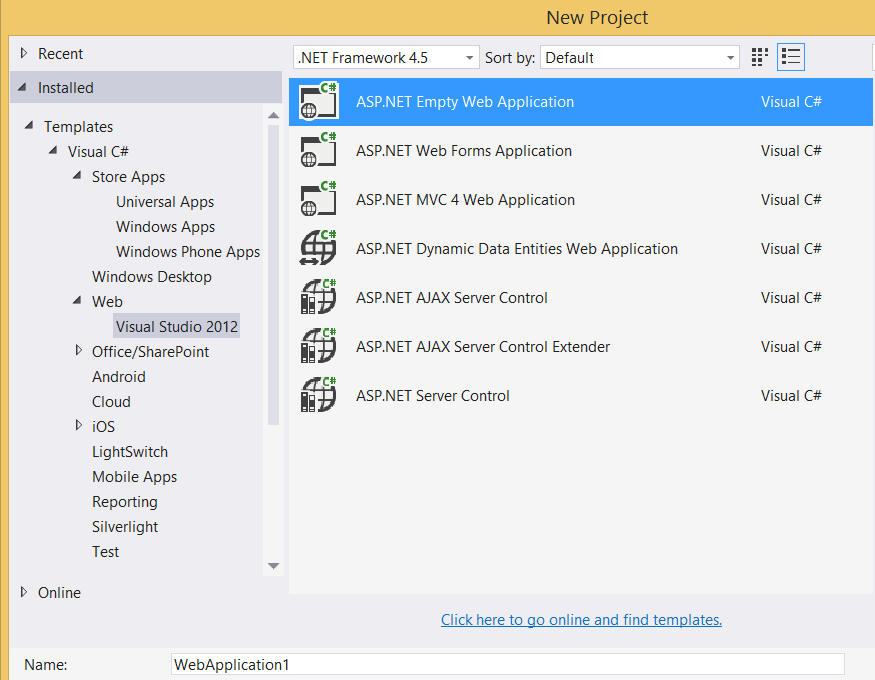 New Project
Recent
Installed
Templates
Visual C#
Store Apps
Universal Apps
Windows Apps
Windows Phone Apps
Windows Desktop
Web
Visual Studio 2012
Office/SharePoint
Android
Cloud
iOS
LightSwitch
Mobile Apps
Reporting
Silverlight
Test
Online
.NET Framework 4.5 Sort by: Default
C# ASP.NET Empty Web Application Visual C#
C# ASP.NET Web Forms Application Visual C#
C# ASP.NET MVC 4 Web Application Visual C#
C# ASP.NET Dynamic Data Entities Web Application Visual C#
C# ASP.NET AJAX Server Control Visual C#
C# ASP.NET AJAX Server Control Extender Visual C#
C# ASP.NET Server Control Visual C#
Click here to go online and find templates.
Name: WebApplication1